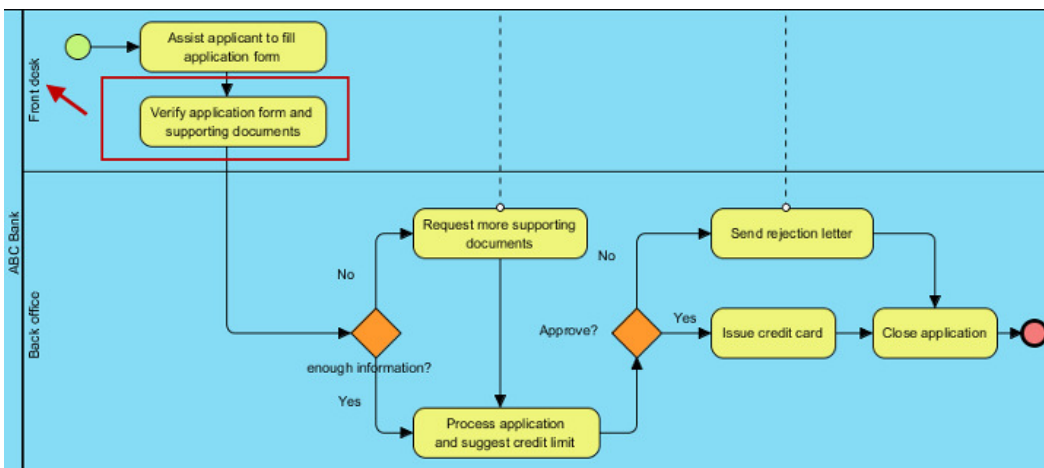 Assist applicant to fill
application form
Front desk
Verify application form and
supporting documents
ABC Bank
Back office
Request more supporting
documents
No
enough information?
Yes
Process application
and suggest credit limit
No
Approve?
Yes
Send rejection letter
Issue credit card
Close application